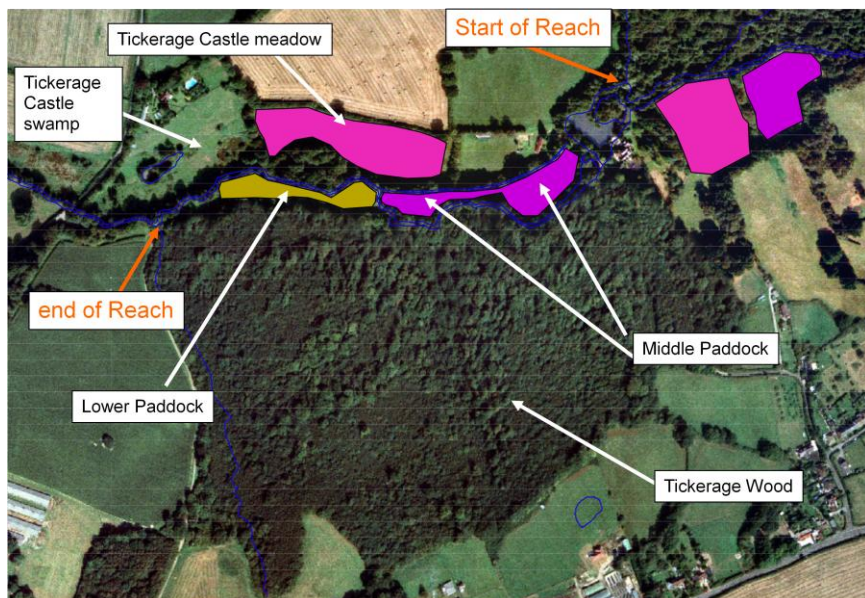 Tickerage Castle meadow
Start of Reach
Tickerage
Castle
swamp
end of Reach
Middle Paddock
Lower Paddock
Tickerage Wood